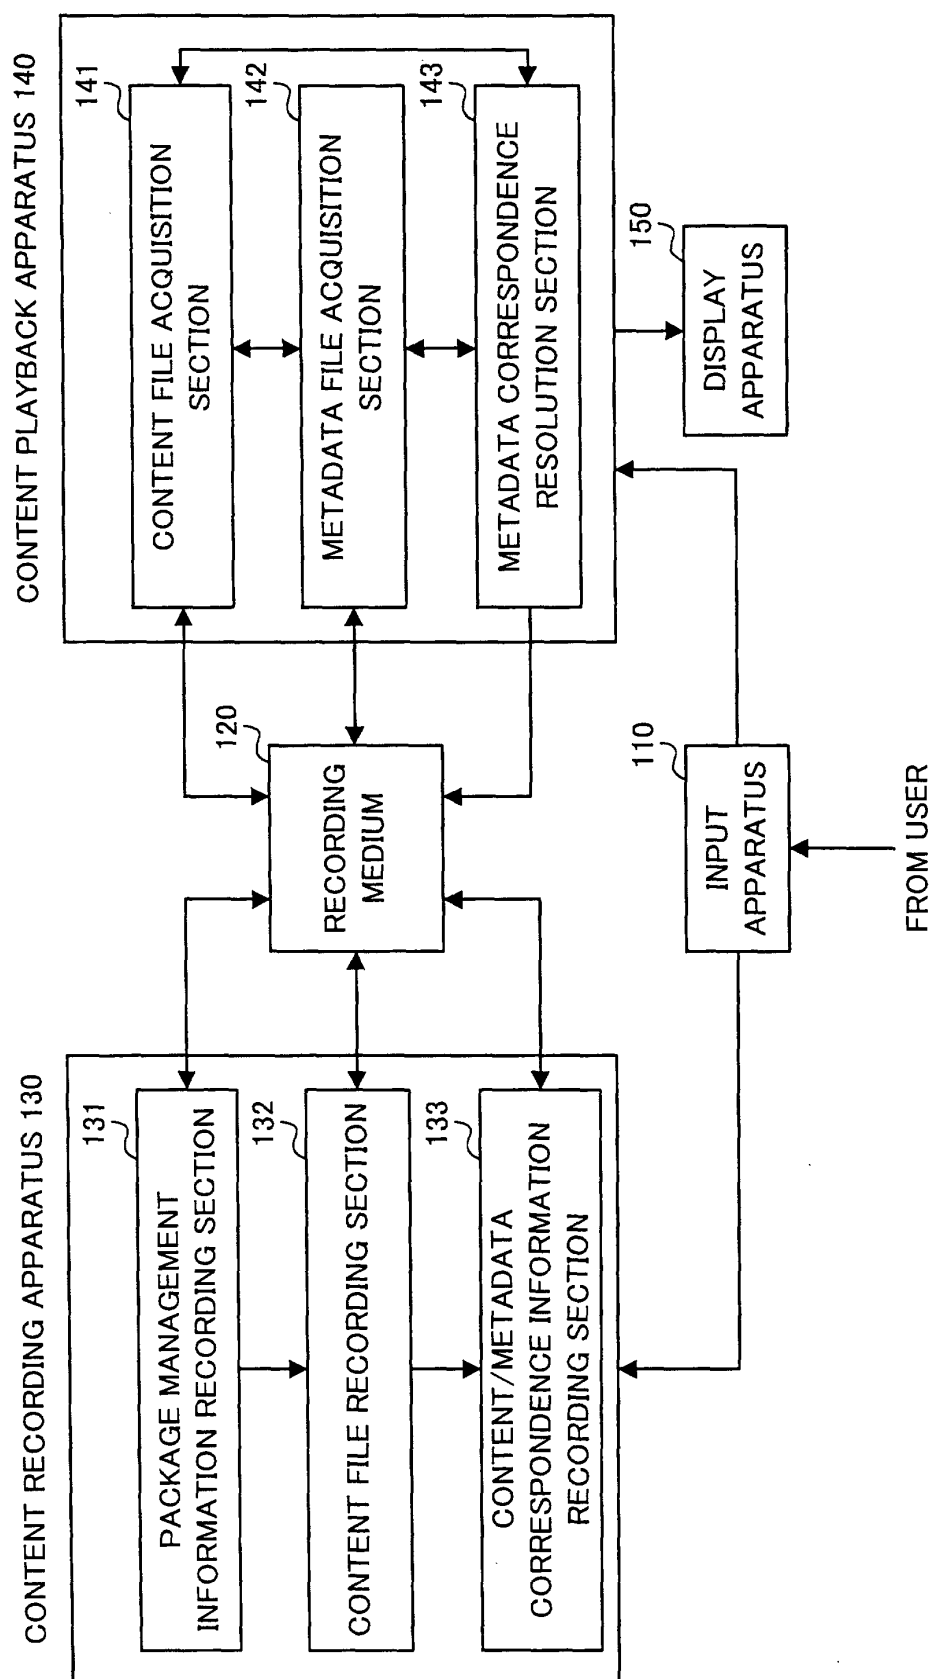 CONTENT RECORDING APPARATUS 130
131
PACKAGE MANAGEMENT
INFORMATION RECORDING SECTION
132
CONTENT FILE RECORDING SECTION
133
CONTENT/METADATA
CORRESPONDENCE INFORMATION
RECORDING SECTION
120
RECORDING
MEDIUM
110
INPUT
APPARATUS
FROM USER
CONTENT PLAYBACK APPARATUS 140
141
CONTENT FILE ACQUISITION
SECTION
142
METADATA FILE ACQUISITION
SECTION
143
METADATA CORRESPONDENCE
RESOLUTION SECTION
150
DISPLAY
APPARATUS